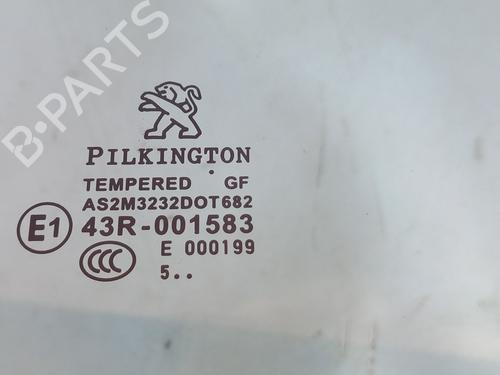 B-PARTS
PILKINGTON
TEMPERED GF
AS2M3232DOT682
E1 43R-001583
CCC E 000199
5..